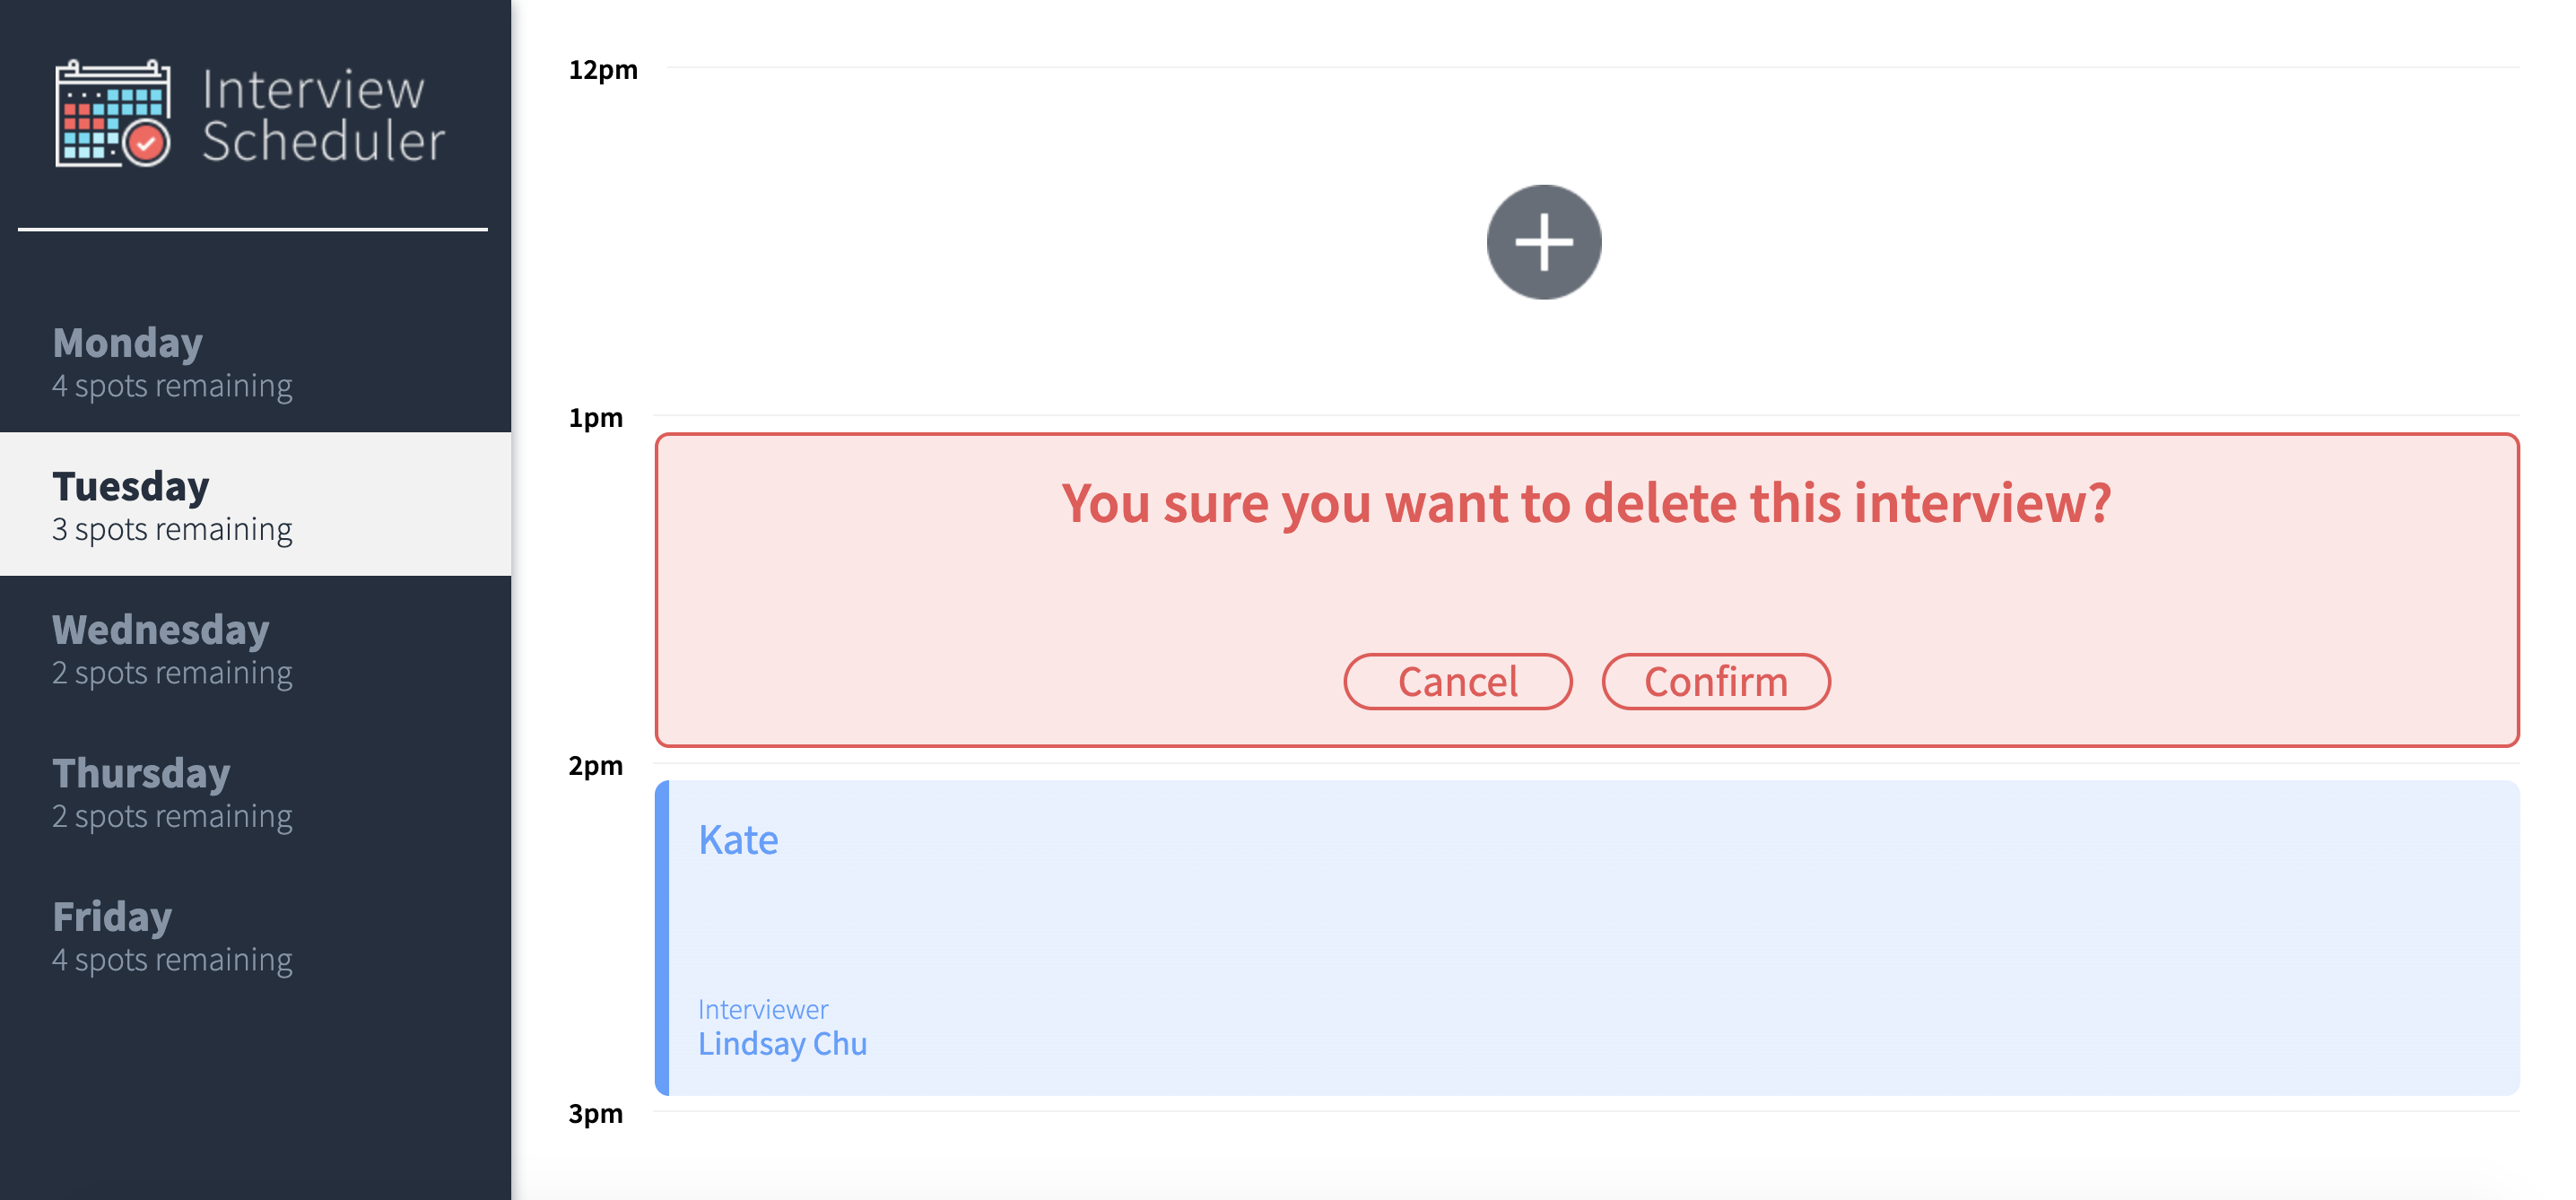 Interview
Scheduler
Monday
4 spots remaining
Tuesday
3 spots remaining
Wednesday
2 spots remaining
Thursday
2 spots remaining
Friday
4 spots remaining
12pm
1pm
You sure you want to delete this interview?
Cancel
Confirm
2pm
Kate
Interviewer
Lindsay Chu
3pm